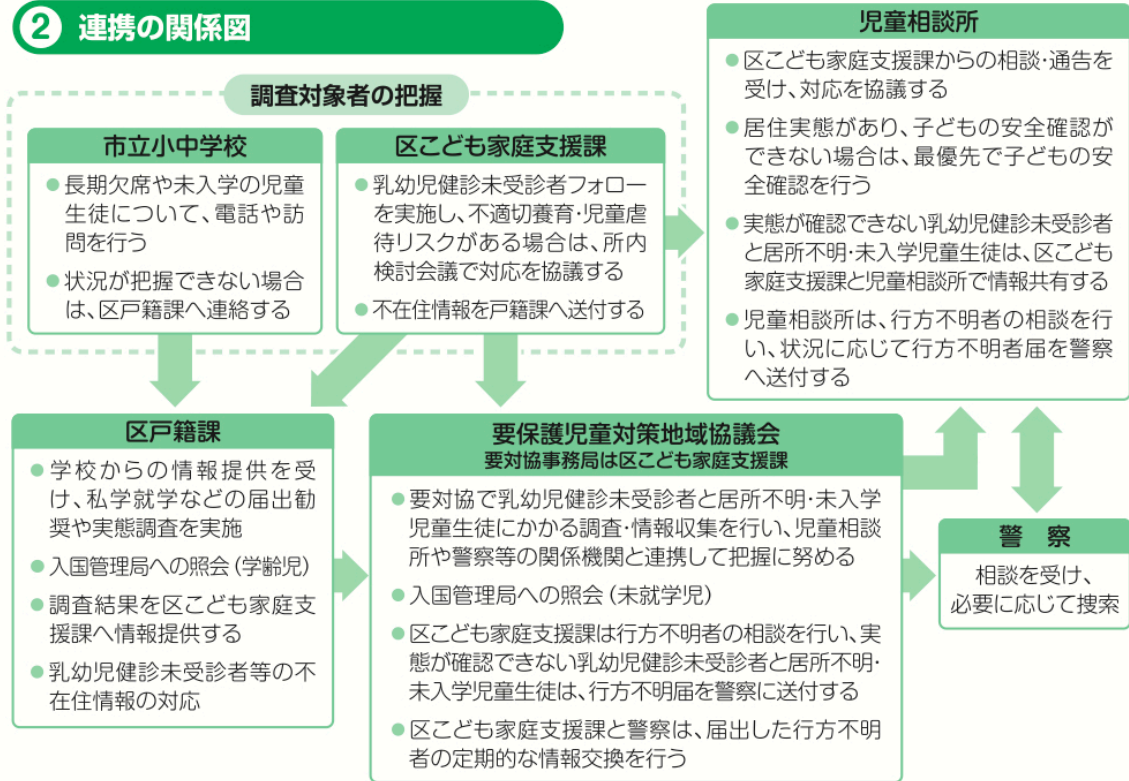 2 連携の関係図
調査対象者の把握
市立小中学校
●長期欠席や未入学の児童
生徒について、電話や訪
問を行う
●状況が把握できない場合
は、区戸籍課へ連絡する
区こども家庭支援課
●乳幼児健診未受診者フォロー
を実施し、不適切養育・児童虐
待リスクがある場合は、所内
検討会議で対応を協議する
●不在住情報を戸籍課へ送付する
児童相談所
●区こども家庭支援課からの相談・通告を
受け、対応を協議する
●居住実態があり、子どもの安全確認が
できない場合は、最優先で子どもの安
全確認を行う
●実態が確認できない乳幼児健診未受診者
と居所不明・未入学児童生徒は、区こども
家庭支援課と児童相談所で情報共有する
●児童相談所は、行方不明者の相談を行
い、状況に応じて行方不明者届を警察
へ送付する
区戸籍課
●学校からの情報提供を受
け、私学就学などの届出勧
奨や実態調査を実施
●入国管理局への照会(学齢児)
●調査結果を区こども家庭支
援課へ情報提供する
●乳幼児健診未受診者等の不
在住情報の対応
要保護児童対策地域協議会
要対協事務局は区こども家庭支援課
●要対協で乳幼児健診未受診者と居所不明・未入学
児童生徒にかかる調査・情報収集を行い、児童相談
所や警察等の関係機関と連携して把握に努める
●入国管理局への照会(未就学児)
●区こども家庭支援課は行方不明者の相談を行い、実
態が確認できない乳幼児健診未受診者と居所不明・
未入学児童生徒は、行方不明届を警察に送付する
●区こども家庭支援課と警察は、届出した行方不明
者の定期的な情報交換を行う
警 察
相談を受け、
必要に応じて捜索